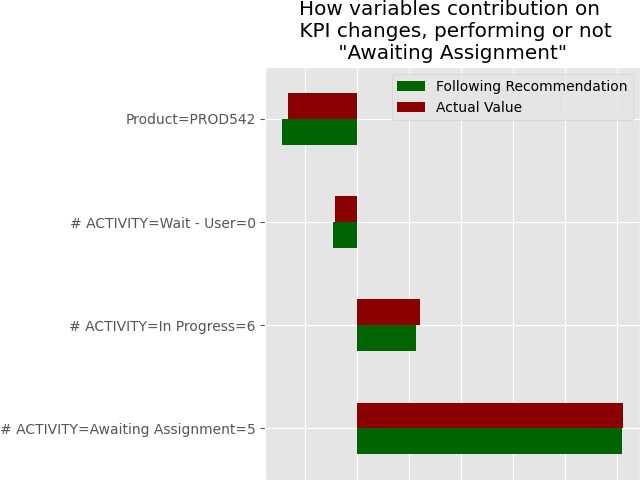 How variables contribution on
KPI changes, performing or not
"Awaiting Assignment"
Following Recommendation
Actual Value
Product=PROD542
# ACTIVITY=Wait - User=0
# ACTIVITY=In Progress=6
# ACTIVITY=Awaiting Assignment=5